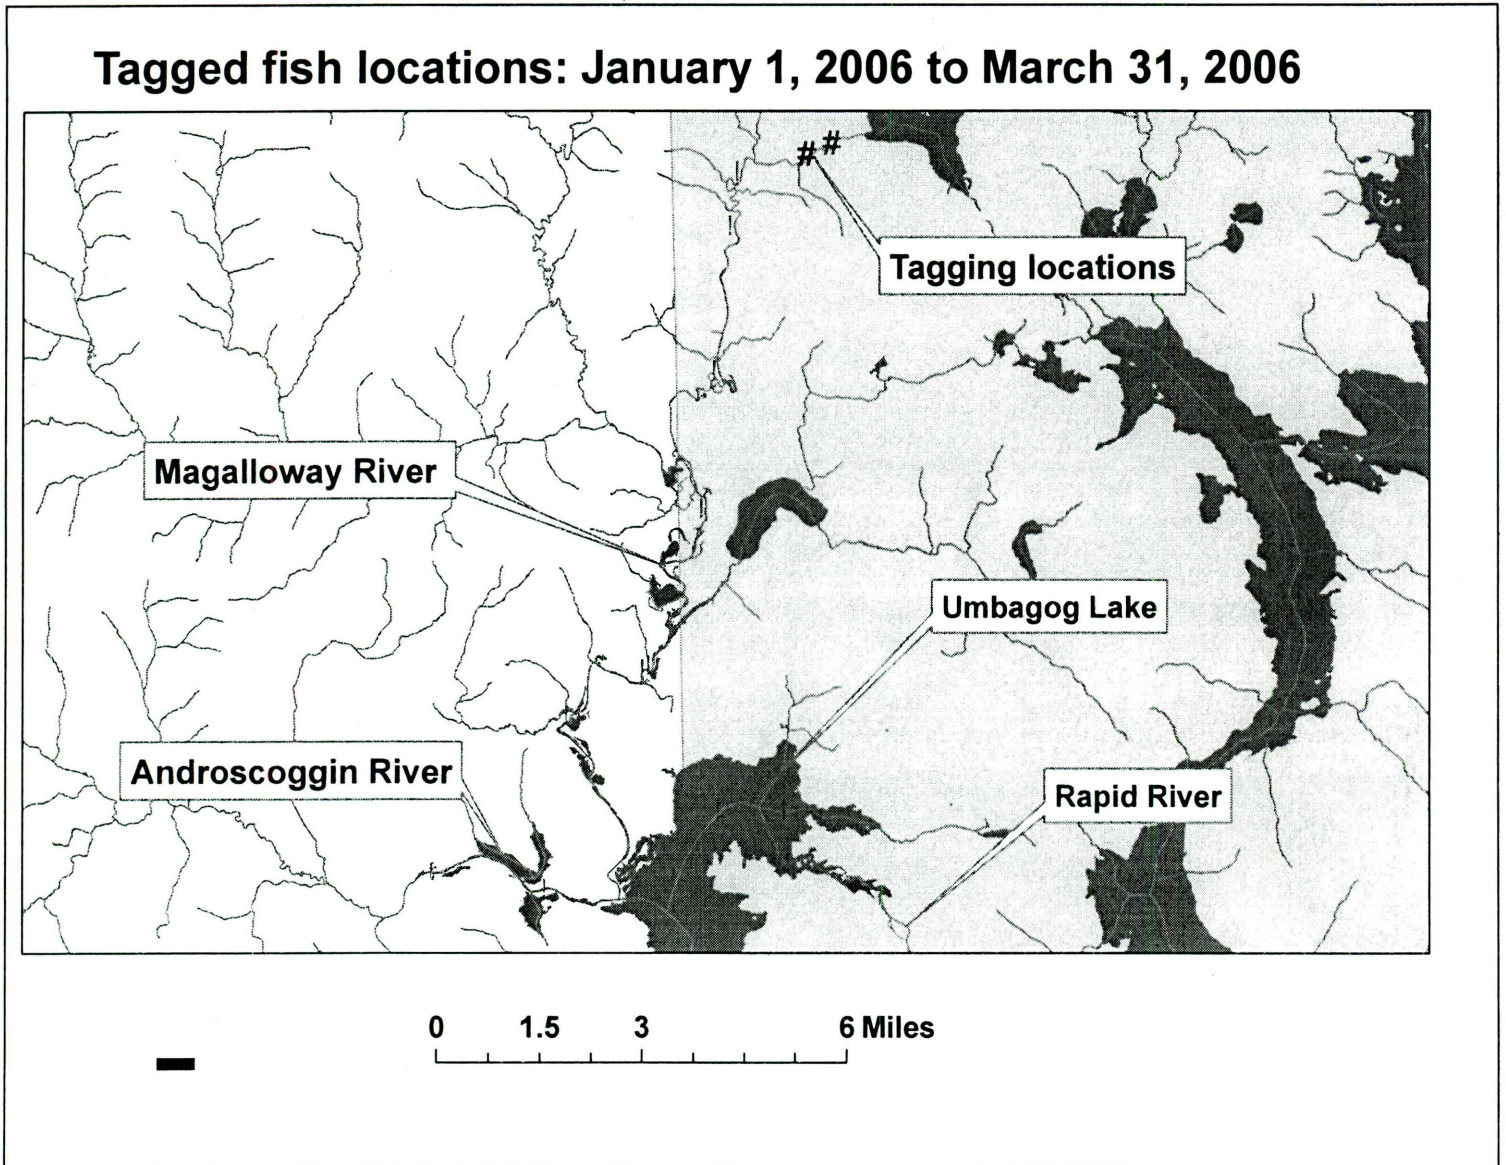 Tagged fish locations: January 1, 2006 to March 31, 2006
# #
Tagging locations
Magalloway River
Umbagog Lake
Androscoggin River
Rapid River
0 1.5 3 6 Miles